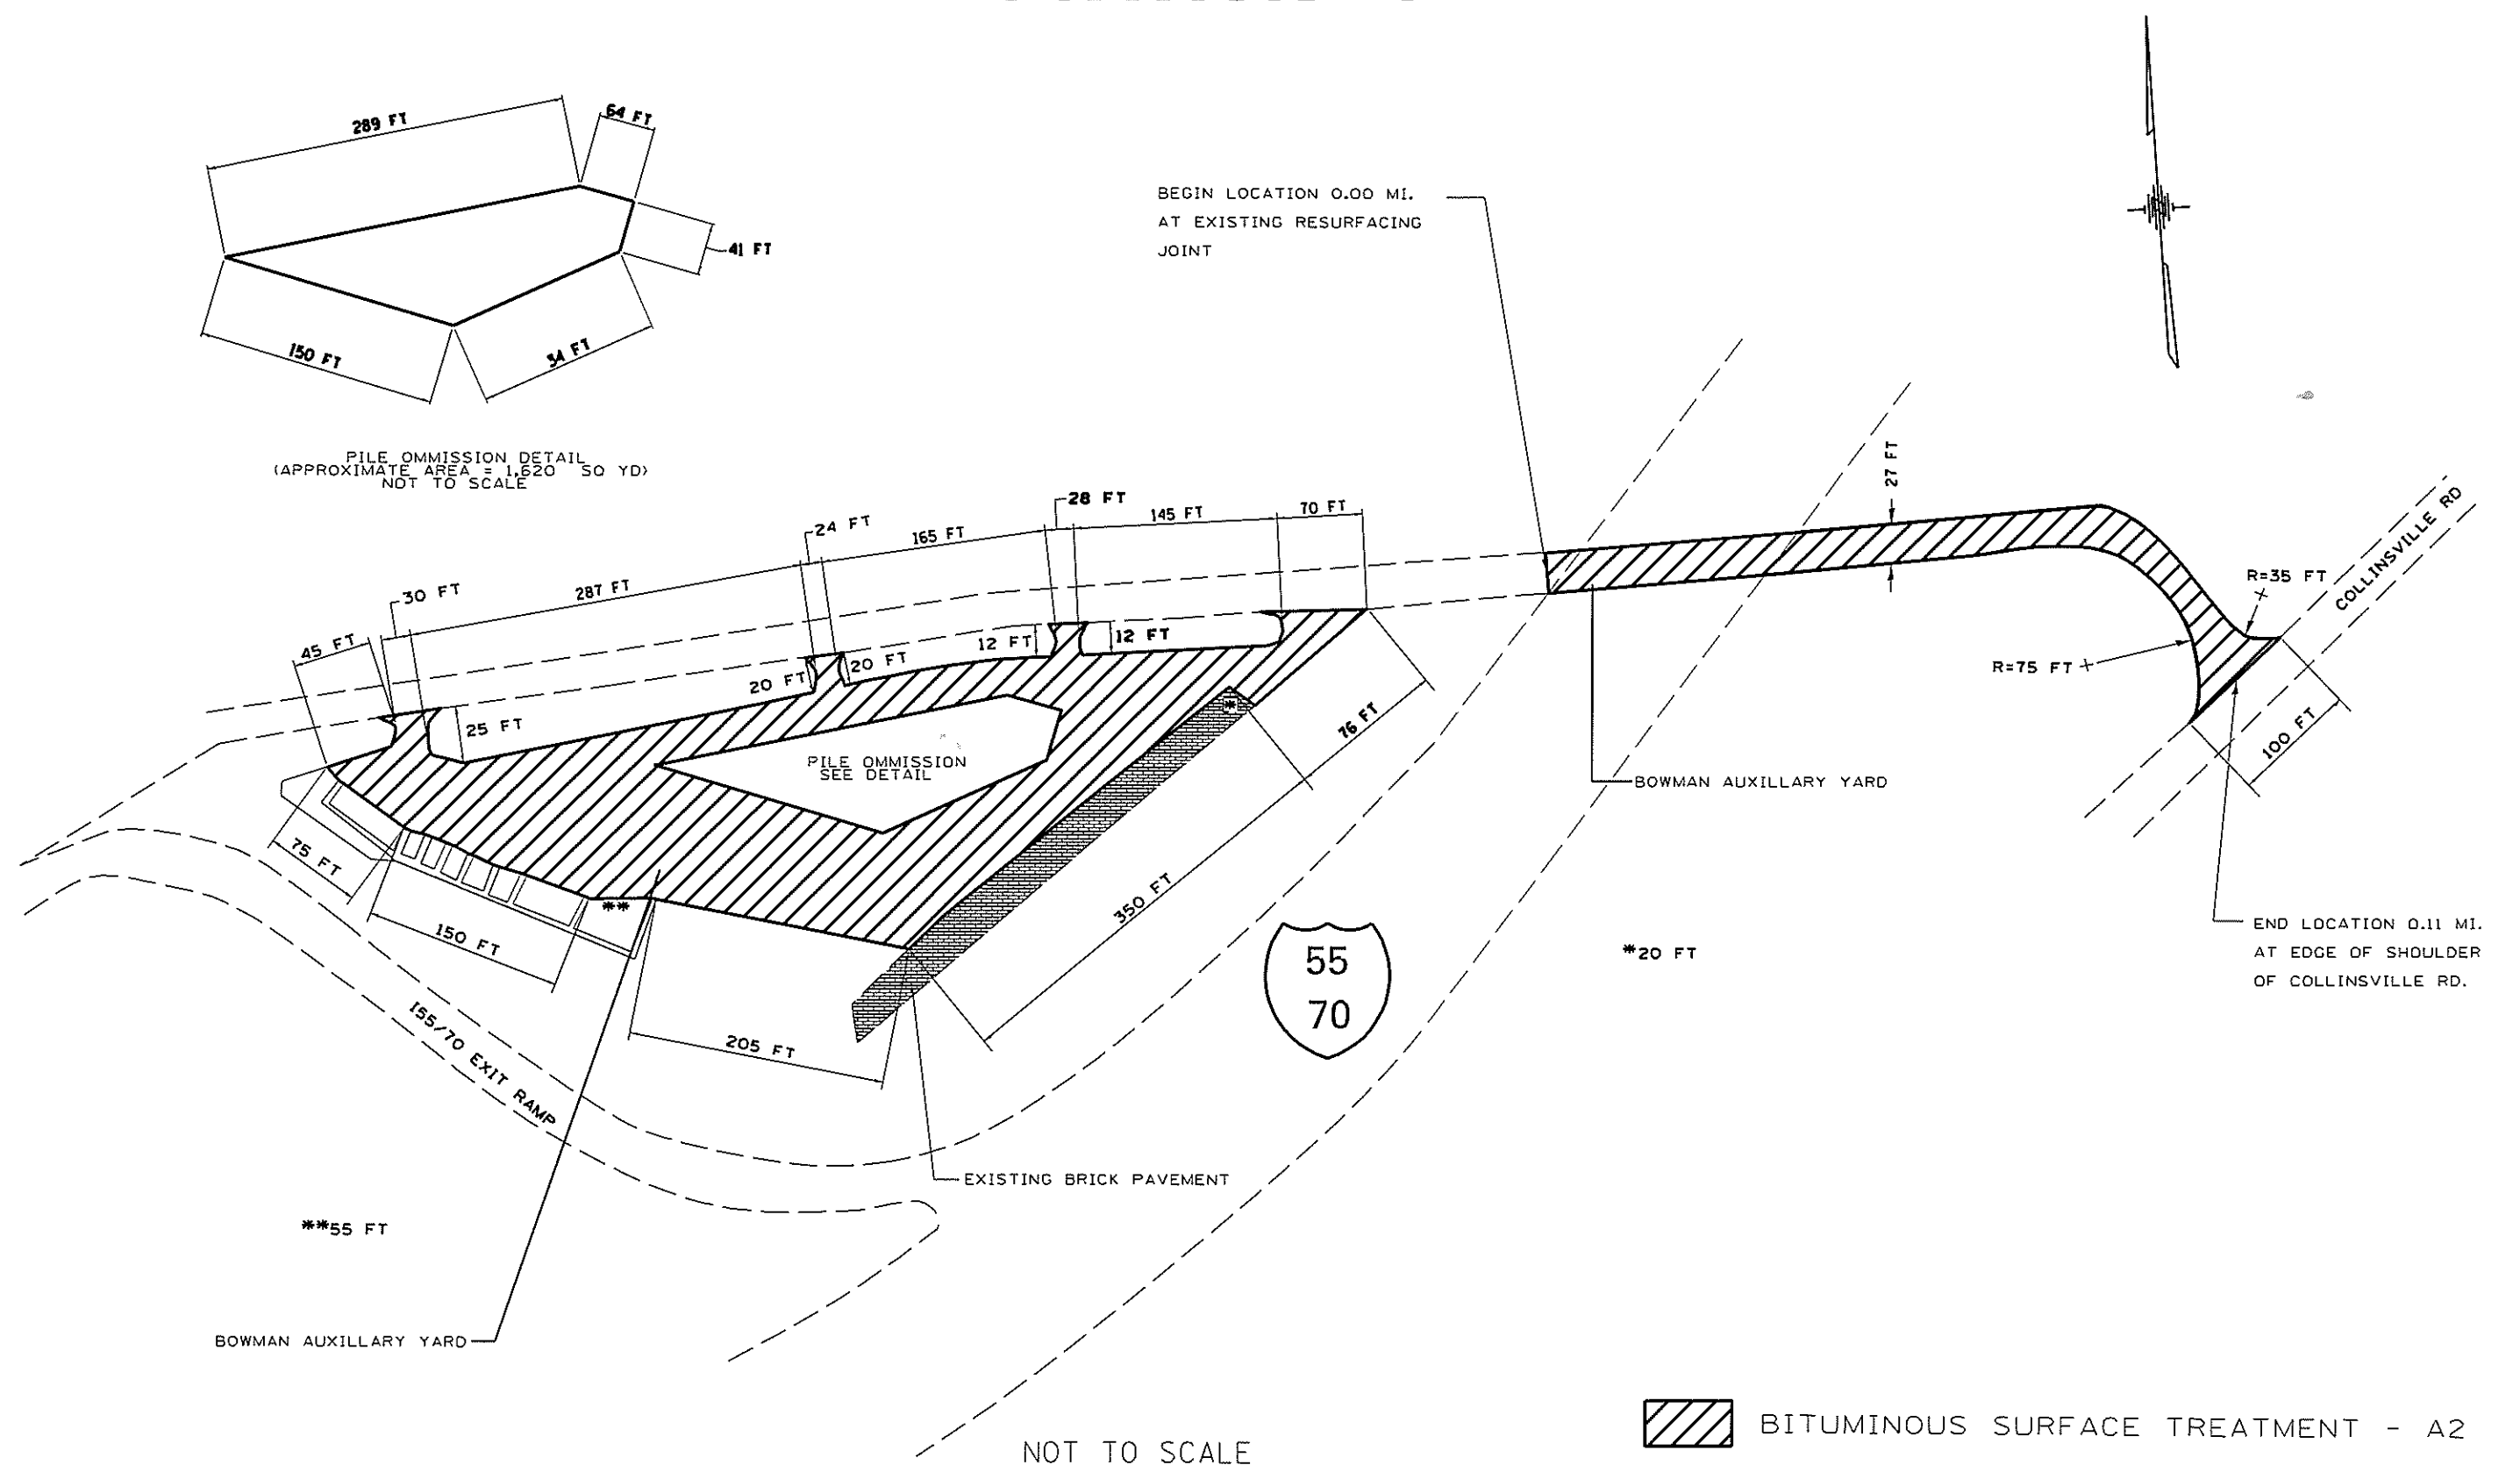 289 FT
64 FT
41 FT
150 FT
54 FT
PILE OMMISSION DETAIL
(APPROXIMATE AREA = 1,620 SQ YD)
NOT TO SCALE
BEGIN LOCATION 0.00 MI.
AT EXISTING RESURFACING
JOINT
27 FT
COLLINSVILLE RD
R=35 FT
R=75 FT
100 FT
45 FT
30 FT
287 FT
24 FT
165 FT
28 FT
145 FT
70 FT
25 FT
20 FT
20 FT
12 FT
12 FT
PILE OMMISSION
SEE DETAIL
*
76 FT
350 FT
BOWMAN AUXILLARY YARD
75 FT
150 FT
**
205 FT
I55/70 EXIT RAMP
55
70
*20 FT
END LOCATION 0.11 MI.
AT EDGE OF SHOULDER
OF COLLINSVILLE RD.
EXISTING BRICK PAVEMENT
**55 FT
BOWMAN AUXILLARY YARD
NOT TO SCALE
BITUMINOUS SURFACE TREATMENT - A2